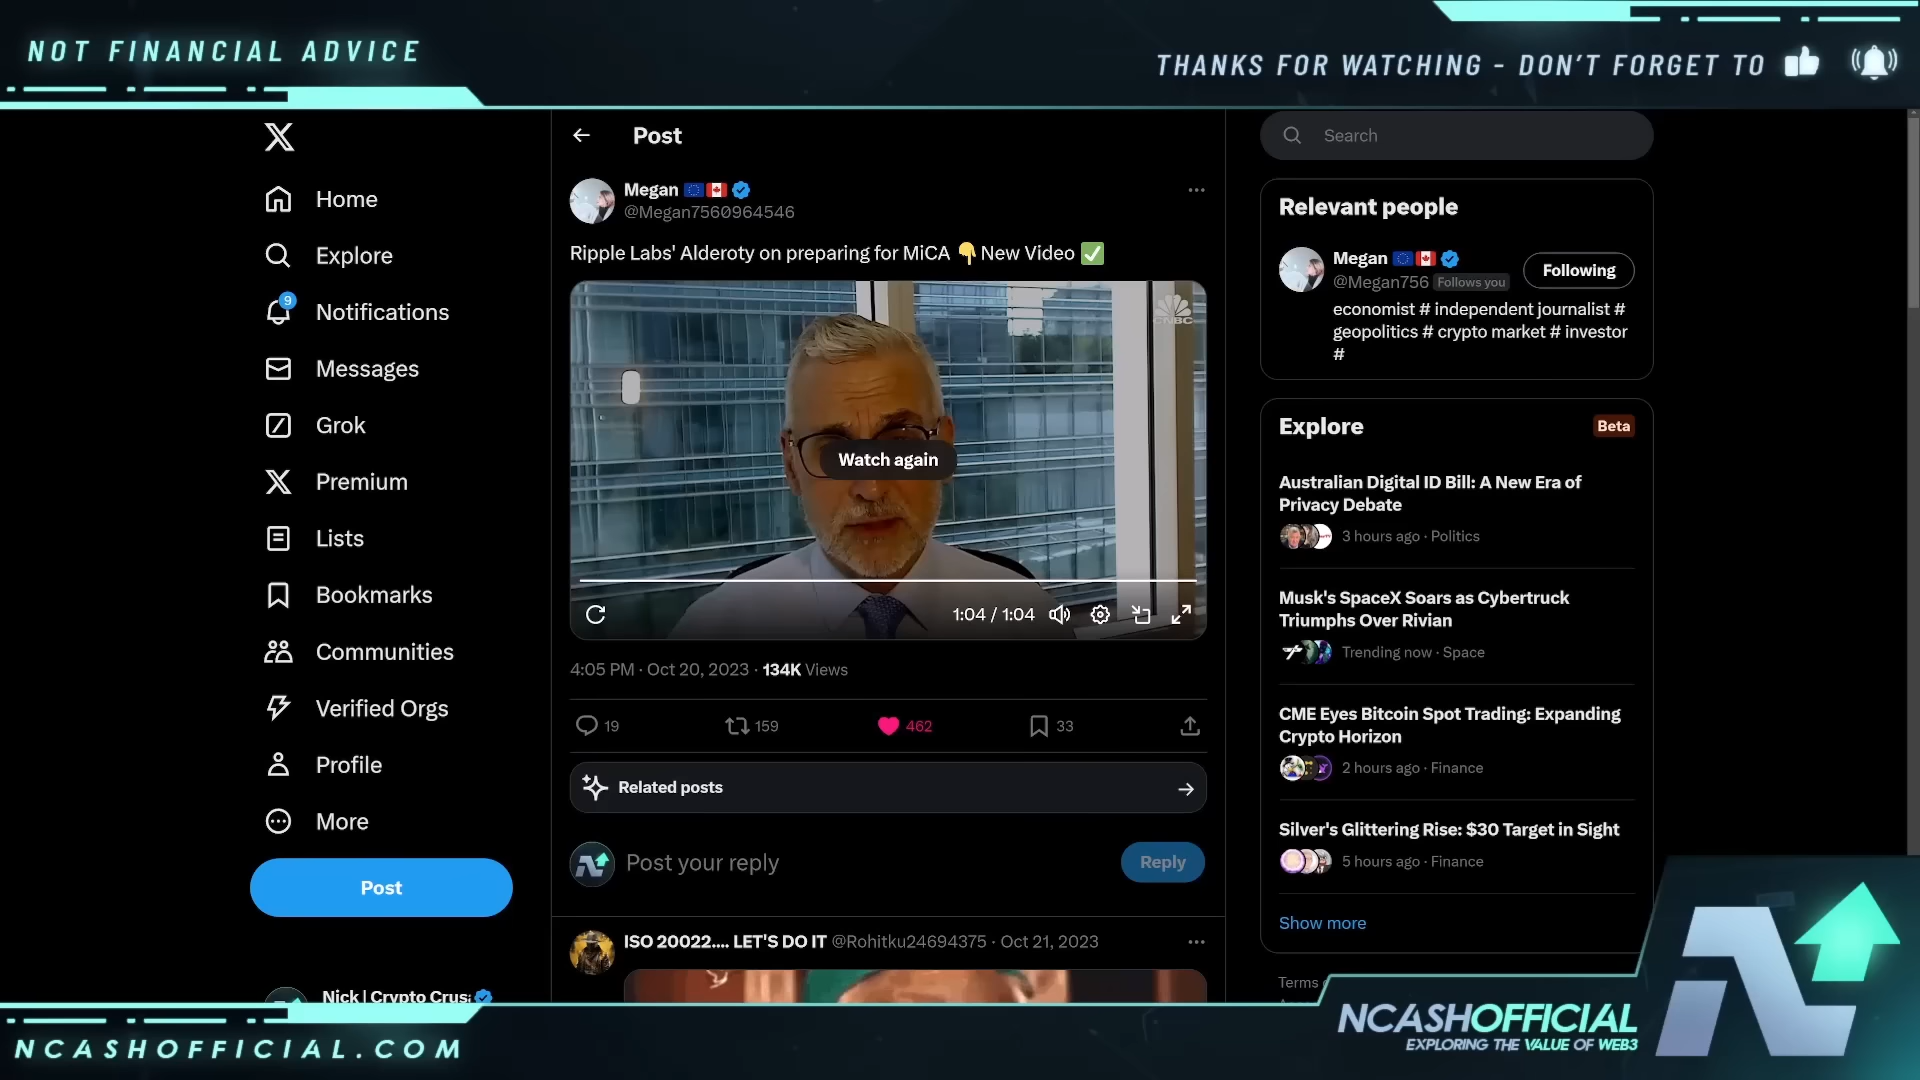 NOT FINANCIAL ADVICE
THANKS FOR WATCHING - DON'T FORGET TO
Home
Explore
9
Notifications
Messages
Grok
Premium
Lists
Bookmarks
Communities
Verified Orgs
Profile
More
Post
Nick | Crypto Crus
Post
Megan 🇪🇺🇨🇦
@Megan7560964546
Ripple Labs' Alderoty on preparing for MiCA 👇New Video ✅
CNBC
Watch again
1:04 / 1:04
4:05 PM · Oct 20, 2023 · 134K Views
19 159 462 33
Related posts
Post your reply
Reply
ISO 20022.... LET'S DO IT @Rohitku24694375 · Oct 21, 2023
Search
Relevant people
Megan 🇪🇺🇨🇦
@Megan756 Follows you
Following
economist # independent journalist #
geopolitics # crypto market # investor
#
Explore
Beta
Australian Digital ID Bill: A New Era of
Privacy Debate
3 hours ago · Politics
Musk's SpaceX Soars as Cybertruck
Triumphs Over Rivian
Trending now · Space
CME Eyes Bitcoin Spot Trading: Expanding
Crypto Horizon
2 hours ago · Finance
Silver's Glittering Rise: $30 Target in Sight
5 hours ago · Finance
Show more
Terms
NCASHOFFICIAL.COM
NCASHOFFICIAL
EXPLORING THE VALUE OF WEB3